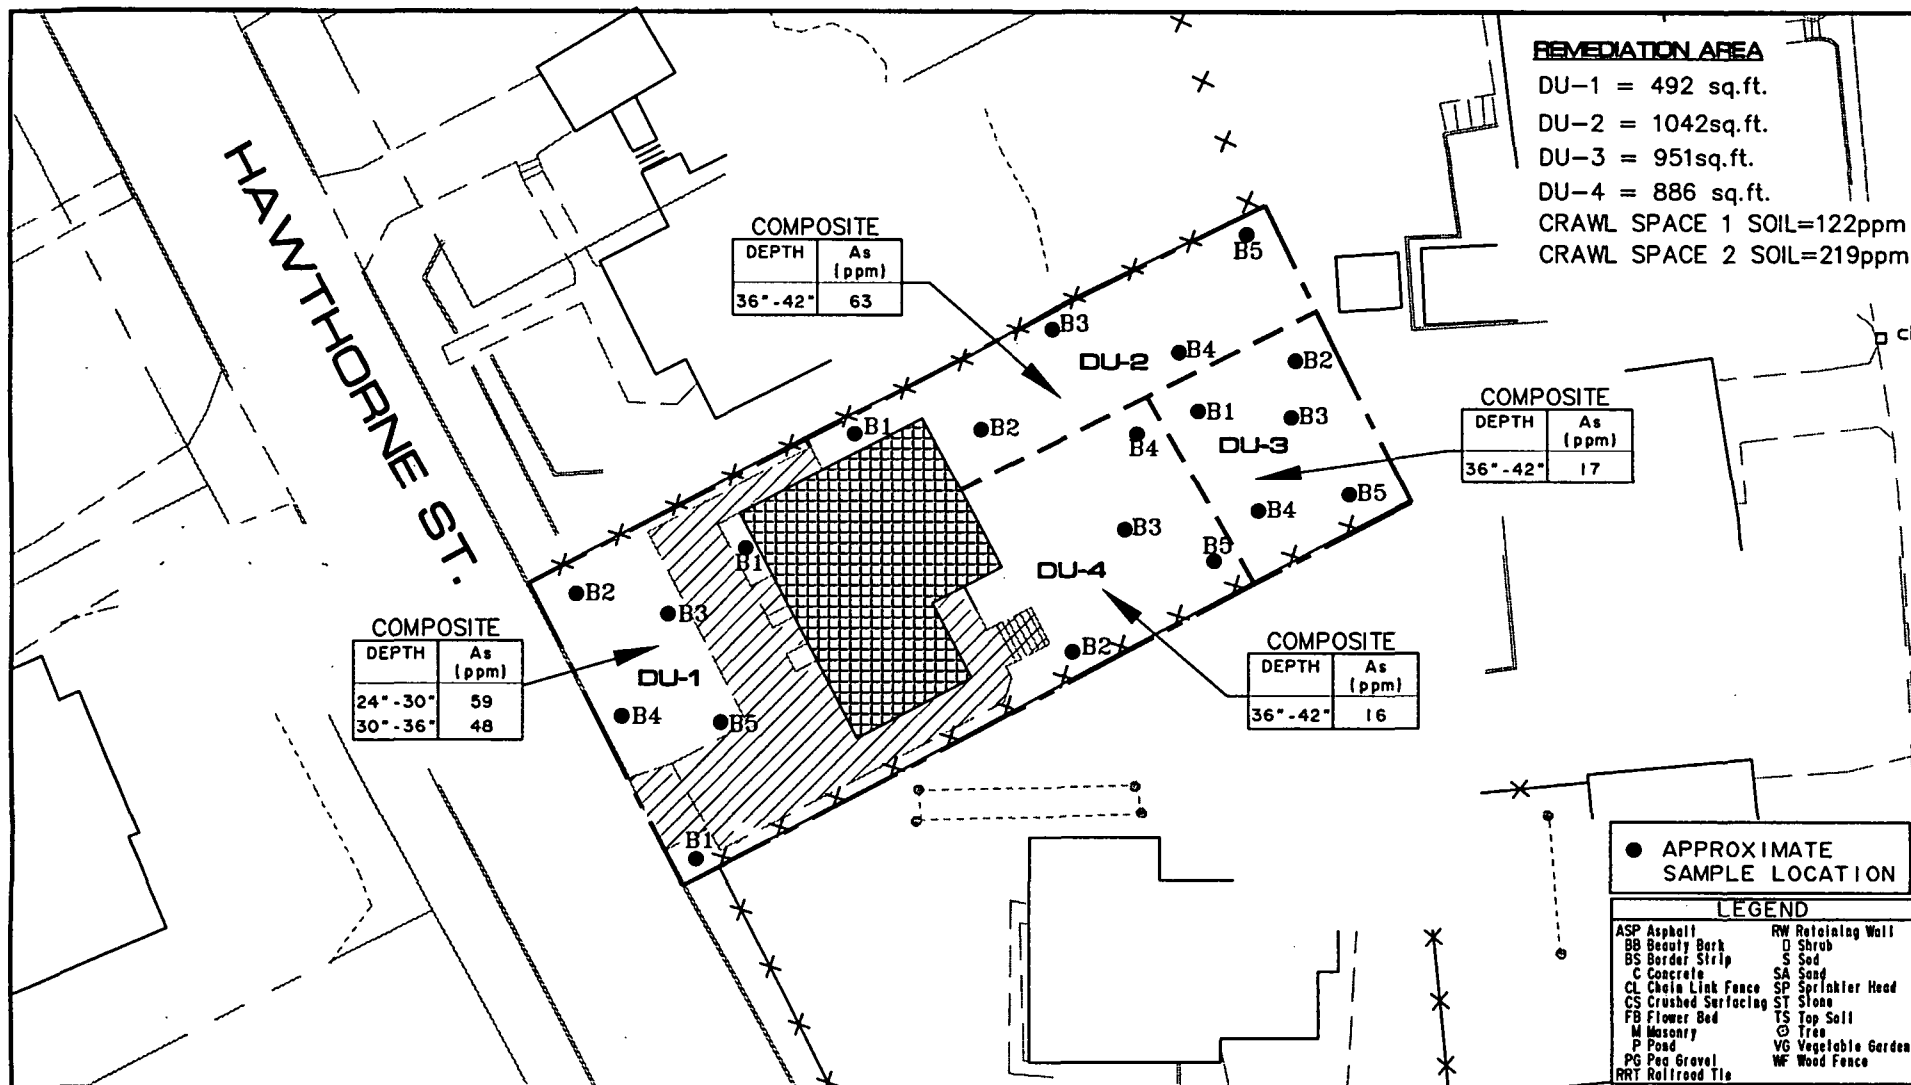 REMEDIATION AREA
DU-1 = 492 sq.ft.
DU-2 = 1042sq.ft.
DU-3 = 951sq.ft.
DU-4 = 886 sq.ft.
CRAWL SPACE 1 SOIL=122ppm
CRAWL SPACE 2 SOIL=219ppm
HAWTHORNE ST.
COMPOSITE
DEPTH As (ppm)
36"-42" 63
B5
B3
DU-2
B4
B2
B1
B2
B4
B1
B3
DU-3
COMPOSITE
DEPTH As (ppm)
36"-42" 17
B5
B4
B3
B5
DU-4
B1
B2
B3
COMPOSITE
DEPTH As (ppm)
24"-30" 59
30"-36" 48
DU-1
B4
B5
B2
COMPOSITE
DEPTH As (ppm)
36"-42" 16
B1
APPROXIMATE
SAMPLE LOCATION
LEGEND
ASP Asphalt
BB Beauty Bark
BS Border Strip
C Concrete
CL Chain Link Fence
CS Crushed Surfacing
FB Flower Bed
M Masonry
P Pond
PG Pea Gravel
RRT Railroad Tie
RW Retaining Wall
Shrub
S Sod
SA Sand
SP Sprinkler Head
ST Stone
TS Top Soil
Tree
VG Vegetable Garden
WF Wood Fence